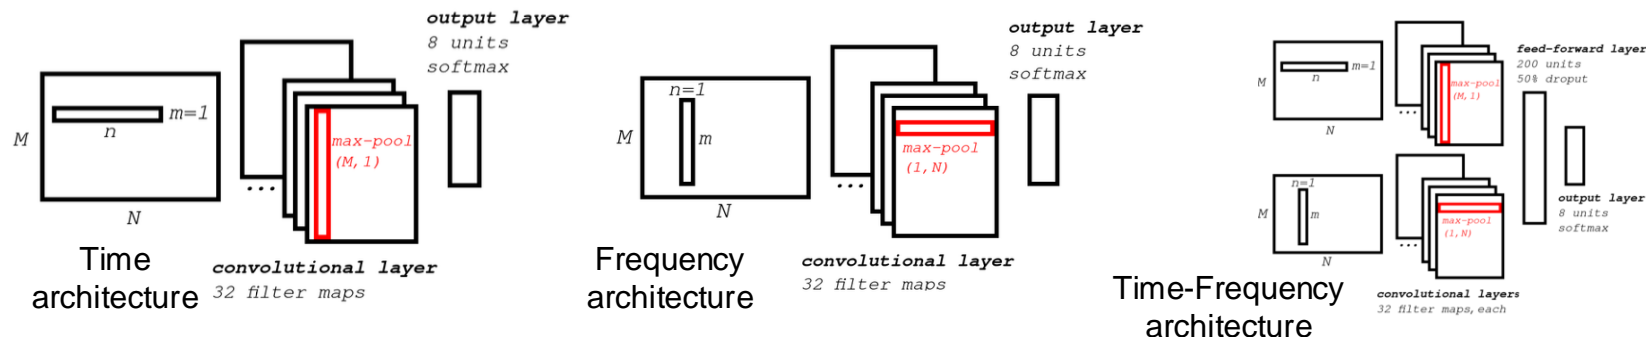 output layer
8 units
softmax
m=1
n
M
N
max-pool
(M,1)
...
convolutional layer
32 filter maps
Time
architecture
output layer
8 units
softmax
n=1
m
M
N
max-pool
(1,N)
...
convolutional layer
32 filter maps
Frequency
architecture
m=1
n
M
N
max-pool
(M,1)
...
feed-forward layer
200 units
50% droput
n=1
m
M
N
max-pool
(1,N)
...
output layer
8 units
softmax
convolutional layers
32 filter maps, each
Time-Frequency
architecture